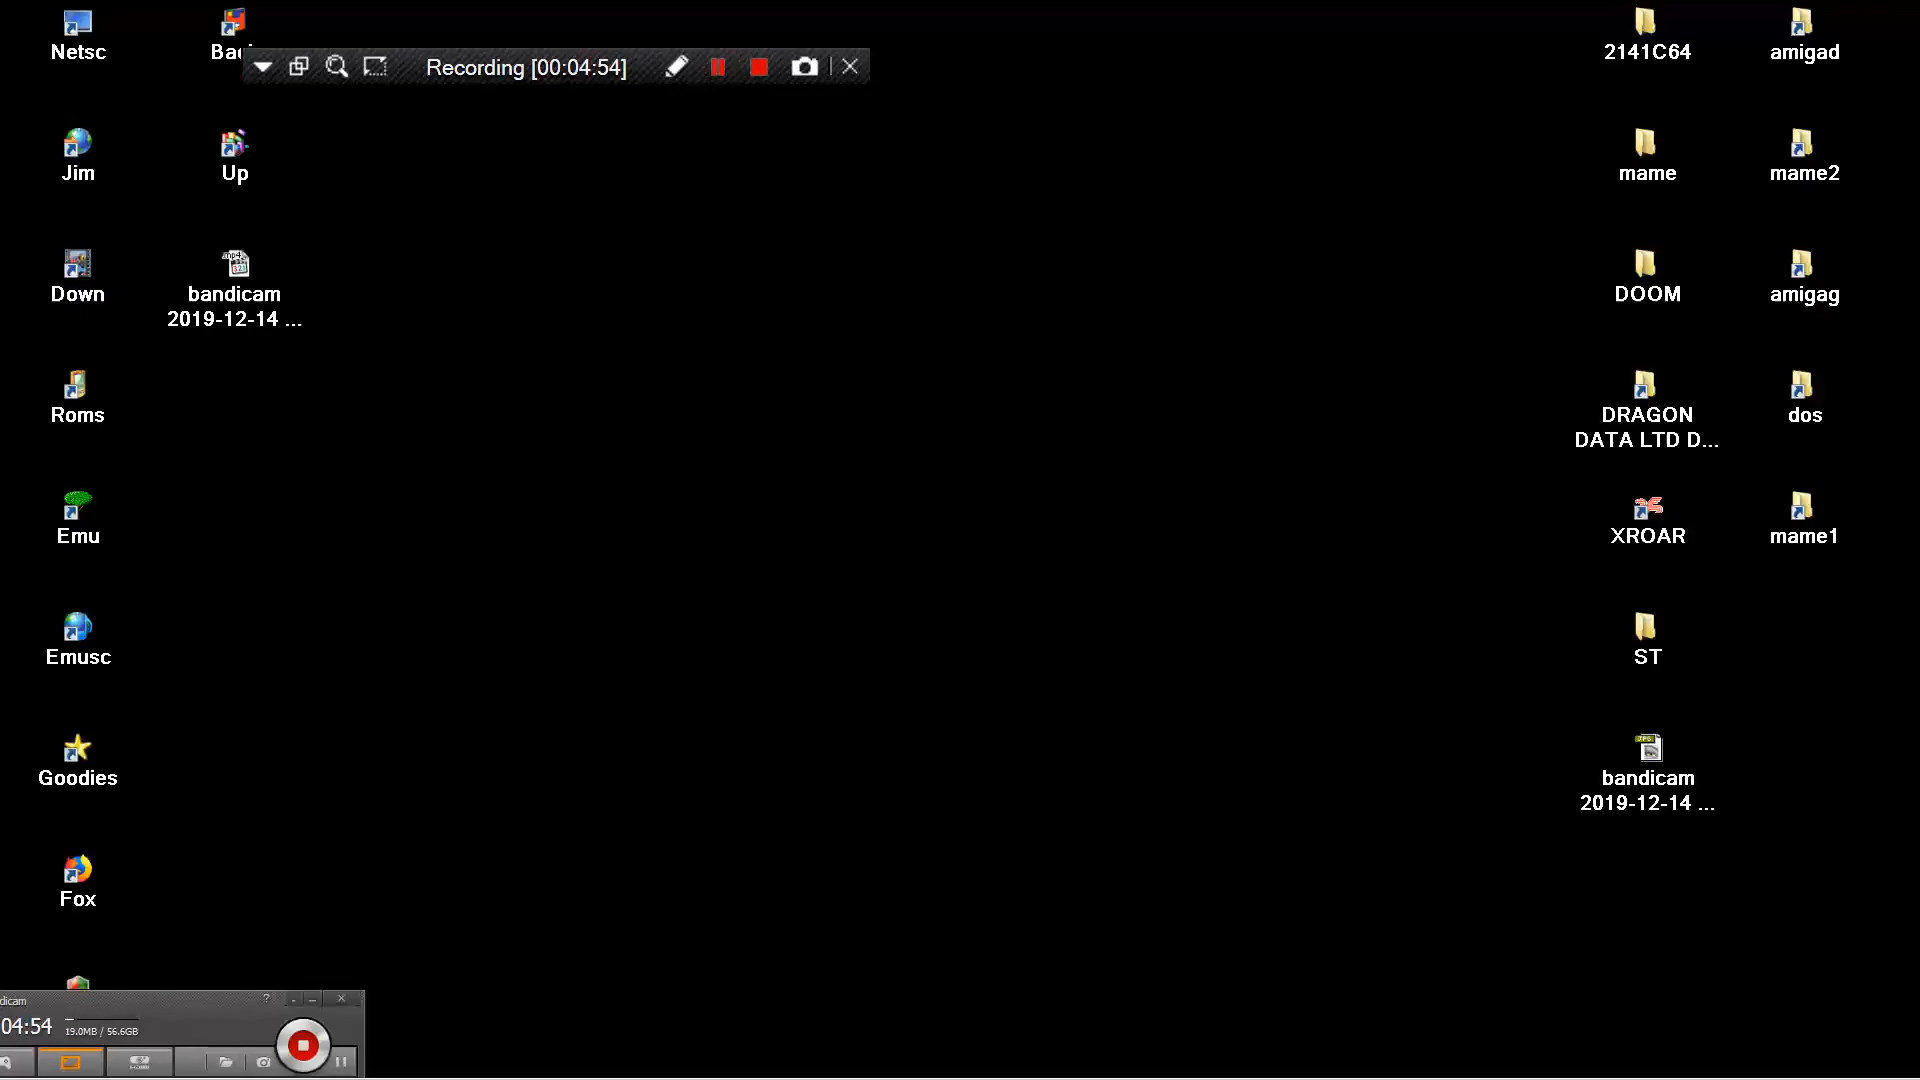 Netsc
Recording [00:04:54]
2141C64
amigad
Jim
Up
mame
mame2
Down
bandicam
2019-12-14 ...
DOOM
amigag
Roms
DRAGON
DATA LTD D...
dos
Emu
XROAR
mame1
Emusc
ST
Goodies
JPG
bandicam
2019-12-14 ...
Fox
dicam
04:54
19.0MB / 56.6GB